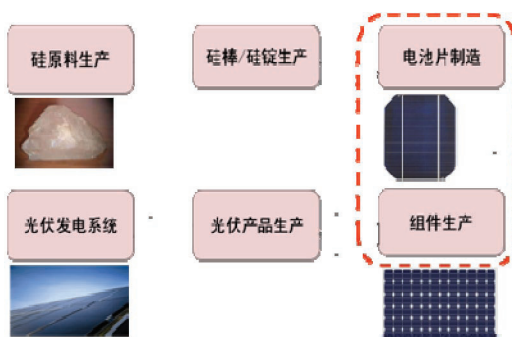 硅原料生产
硅棒/硅锭生产
电池片制造
光伏发电系统
光伏产品生产
组件生产